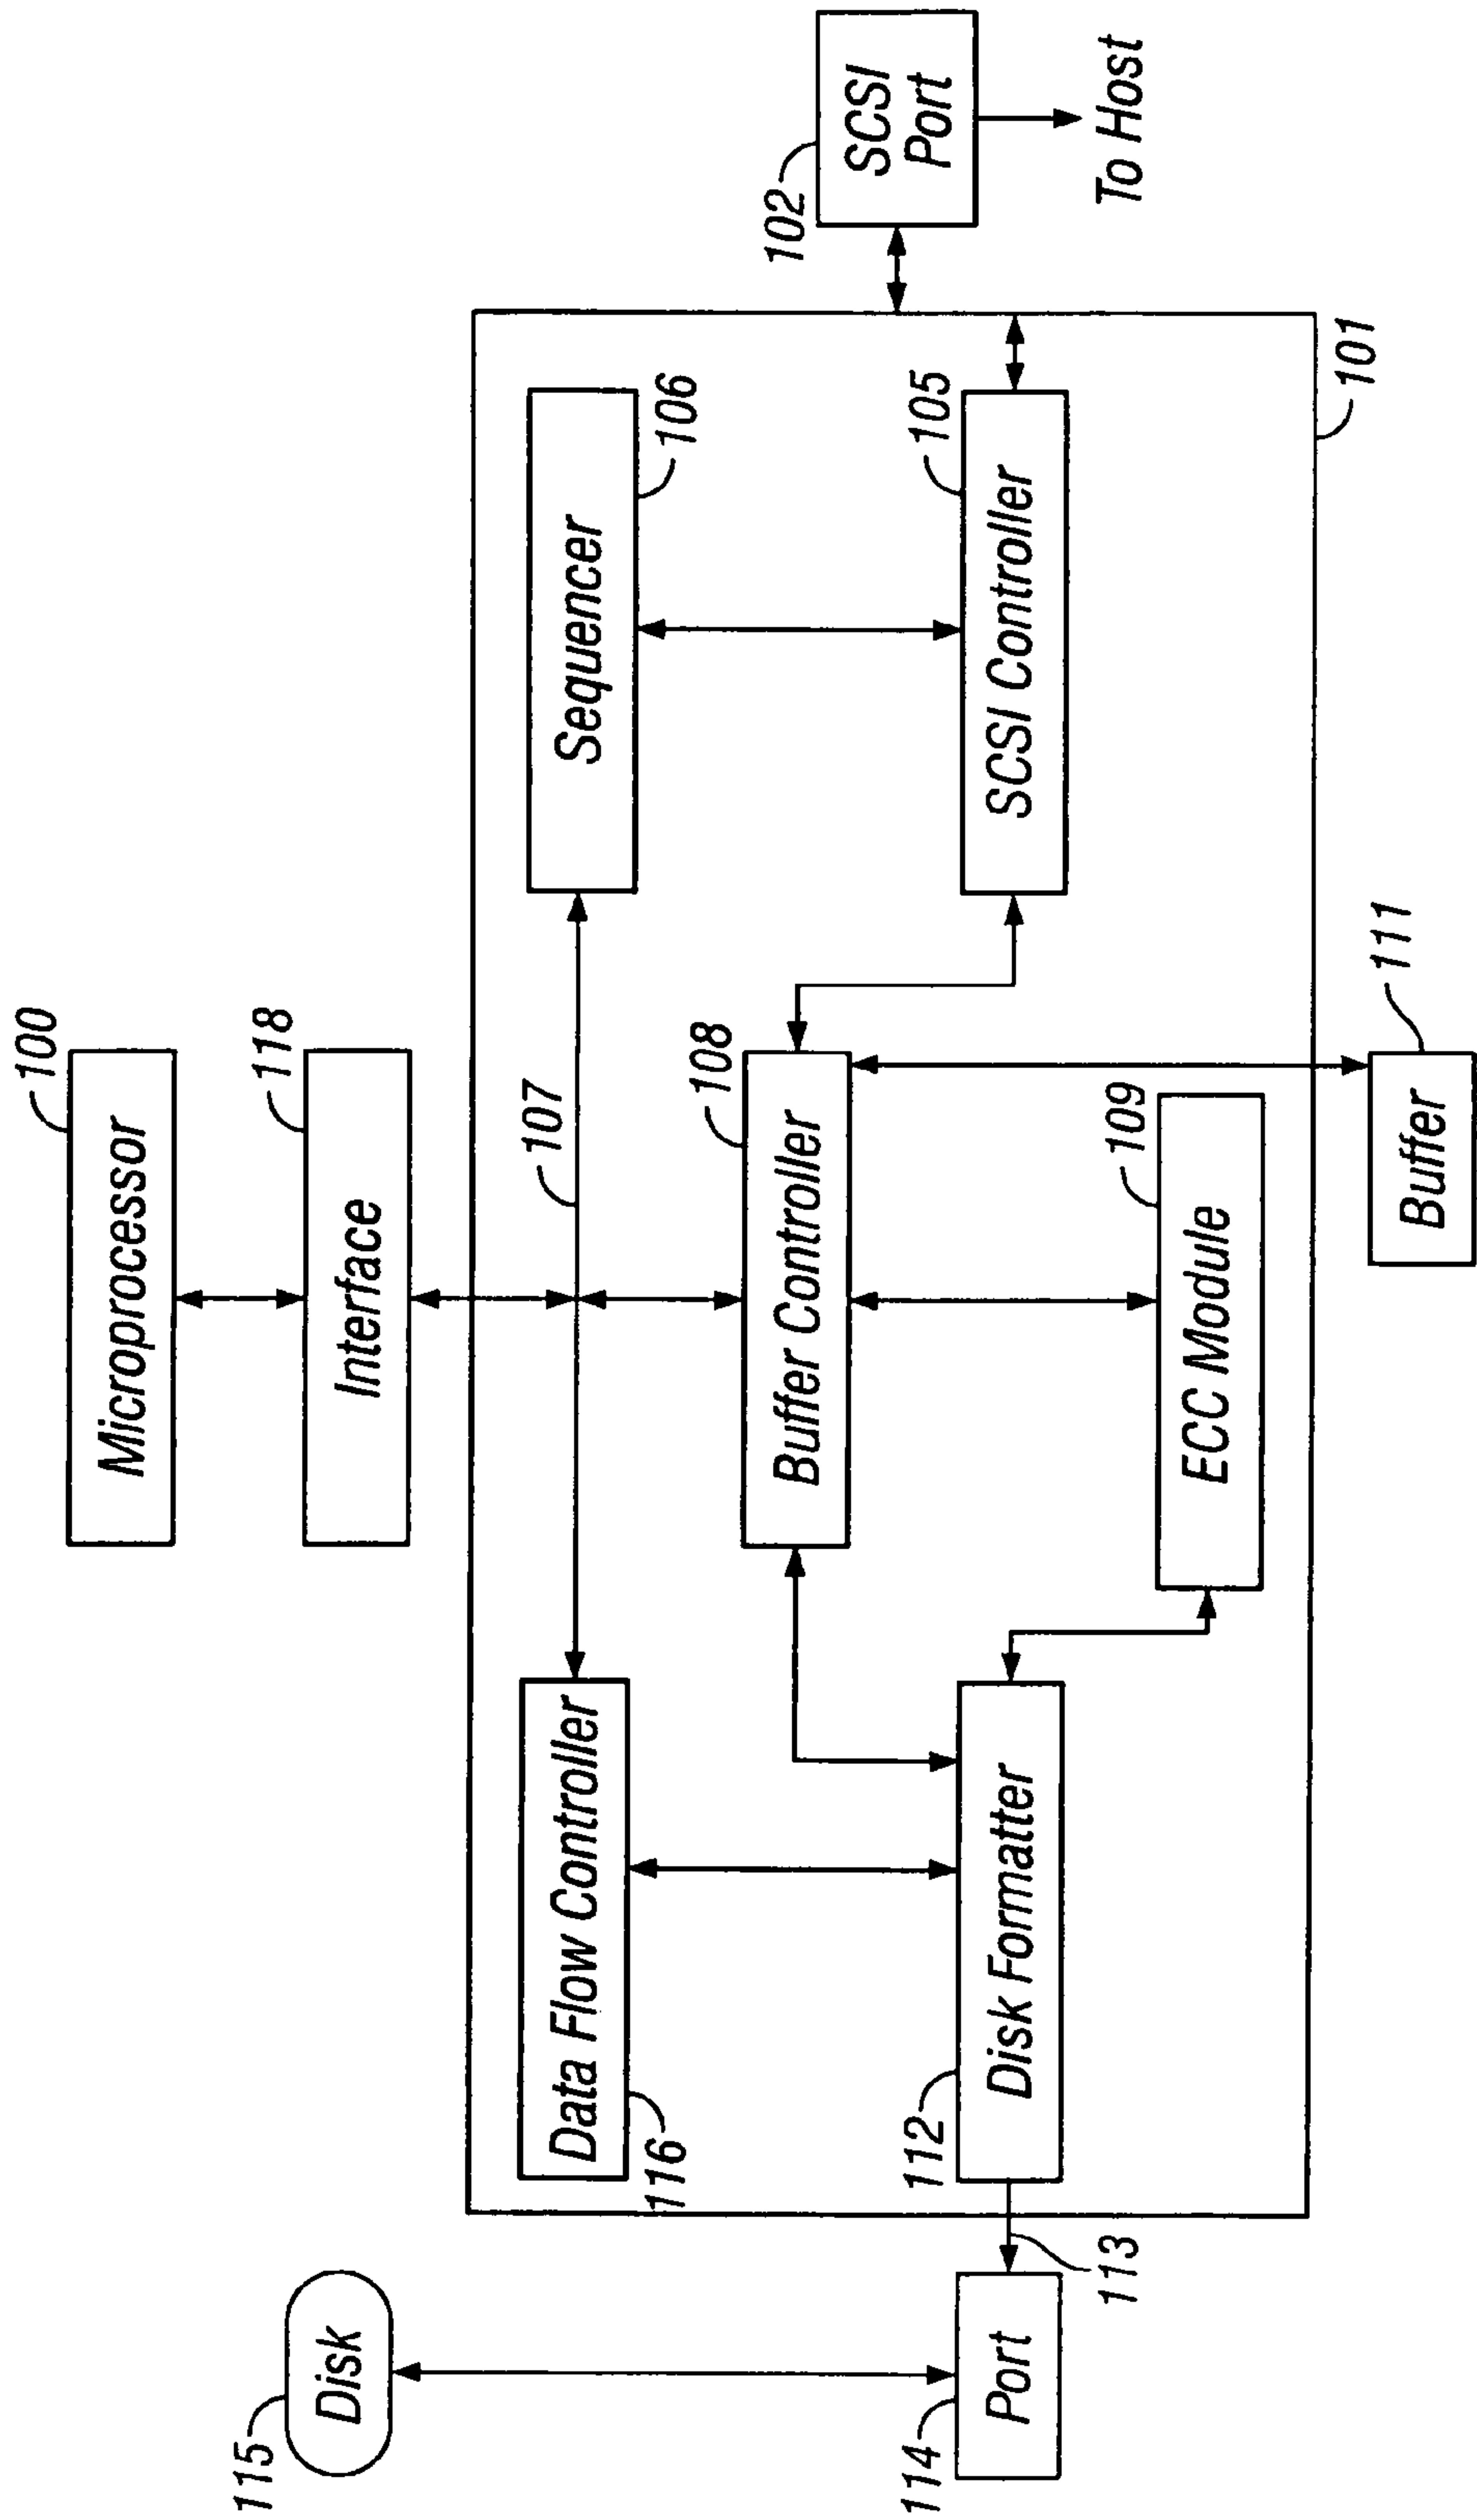 100
Microprocessor
118
Interface
115
Disk
107
Data Flow Controller
116
Sequencer
106
108
Buffer Controller
102
SCSI
Port
To Host
112
Disk Formatter
105
SCSI Controller
114
Port
113
109
ECC Module
101
111
Buffer